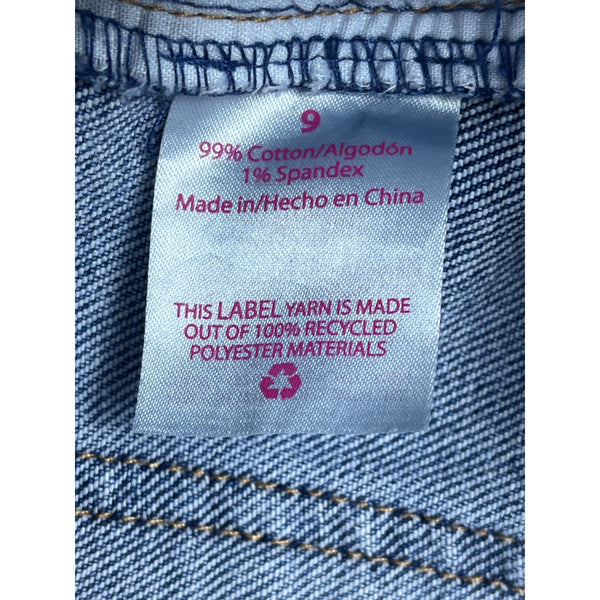 9
99% Cotton/Algodón
1% Spandex
Made in/Hecho en China
THIS LABEL YARN IS MADE
OUT OF 100% RECYCLED
POLYESTER MATERIALS